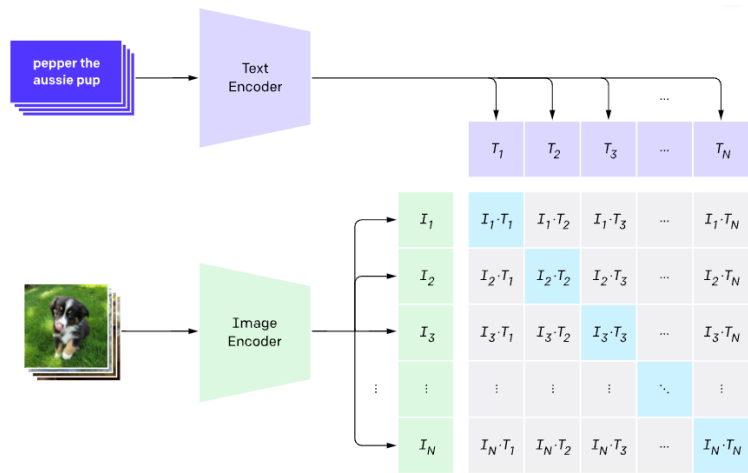 pepper the
aussie pup
Text
Encoder
...
T1 T2 T3 ... TN
I1 I1·T1 I1·T2 I1·T3 ... I1·TN
I2 I2·T1 I2·T2 I2·T3 ... I2·TN
Image
Encoder
I3 I3·T1 I3·T2 I3·T3 ... I3·TN
⋮ ⋮ ⋮ ⋮ ⋮ ⋱ ⋮
IN IN·T1 IN·T2 IN·T3 ... IN·TN